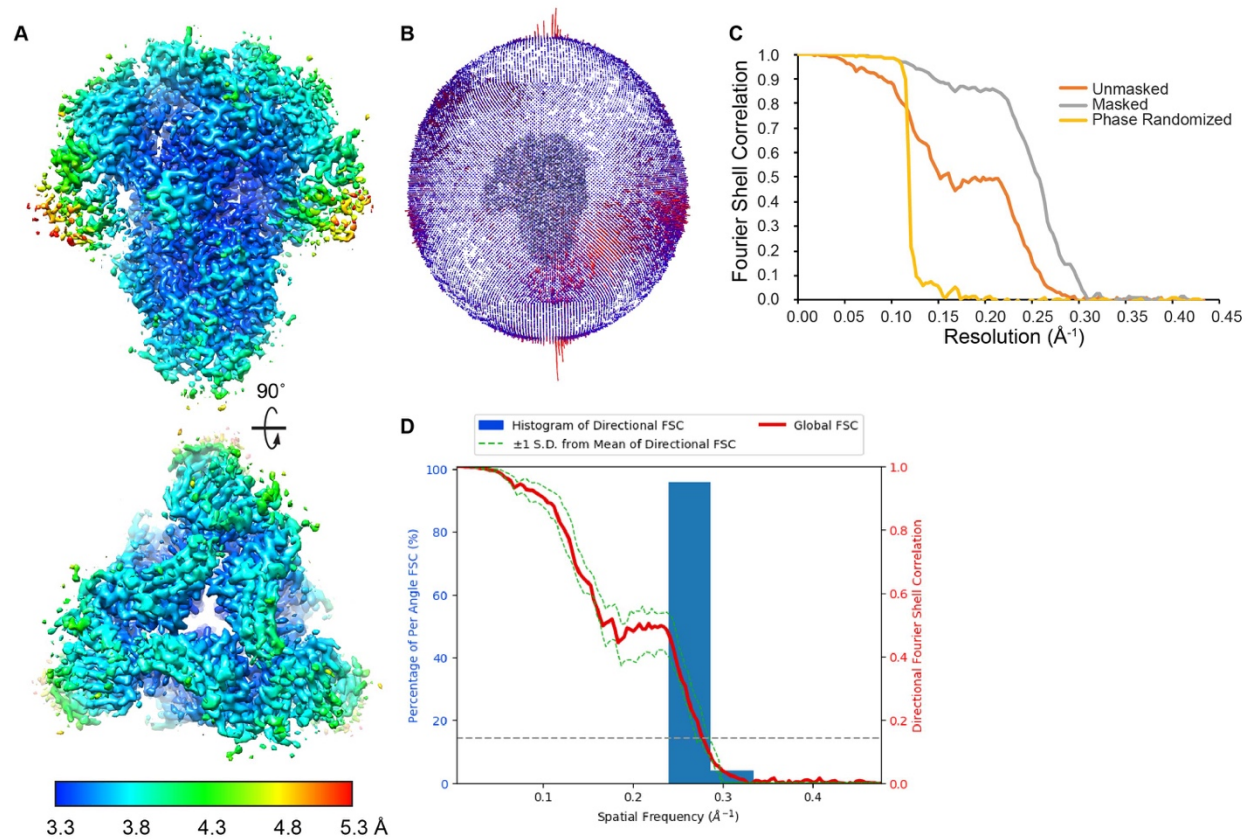 A
B
C
1.0
0.9
0.8
0.7
0.6
0.5
0.4
0.3
0.2
0.1
0.0
Fourier Shell Correlation
Unmasked
Masked
Phase Randomized
0.00 0.05 0.10 0.15 0.20 0.25 0.30 0.35 0.40 0.45
Resolution (Å⁻¹)
90°
D
Histogram of Directional FSC
Global FSC
±1 S.D. from Mean of Directional FSC
100
80
60
40
20
0
Percentage of Per Angle FSC (%)
1.0
0.8
0.6
0.4
0.2
0.0
Directional Fourier Shell Correlation
0.1 0.2 0.3 0.4
Spatial Frequency (Å⁻¹)
3.3 3.8 4.3 4.8 5.3 Å